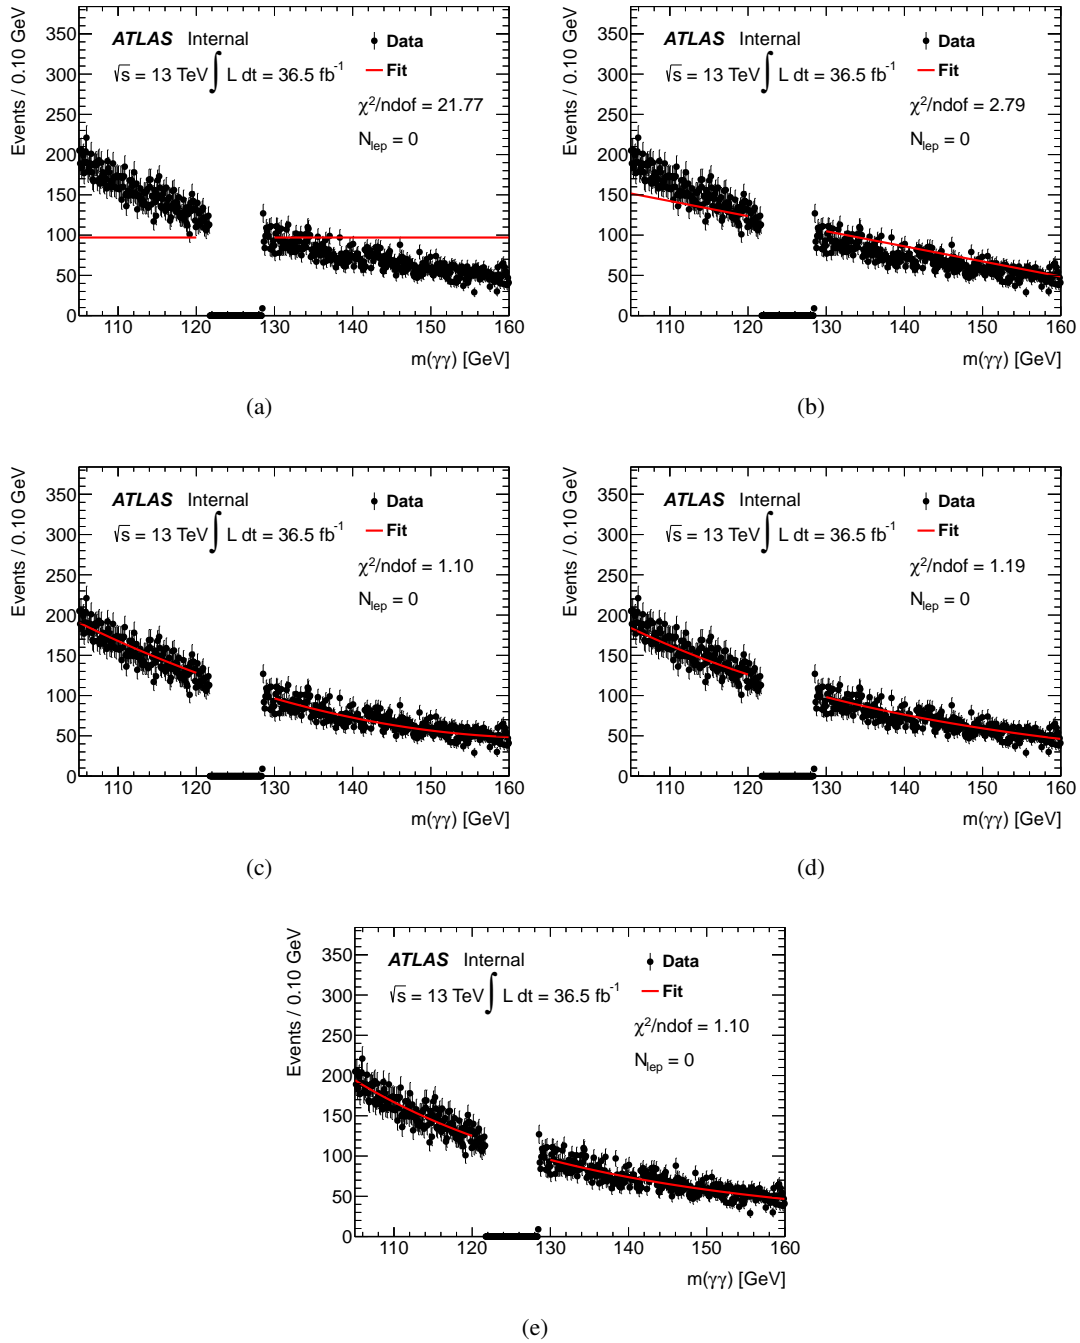 Events / 0.10 GeV
350
300
250
200
150
100
50
0
ATLAS Internal
√s = 13 TeV ∫ L dt = 36.5 fb⁻¹
Data
Fit
χ²/ndof = 21.77
N_lep = 0
110 120 130 140 150 160
m(γγ) [GeV]
(a)
Events / 0.10 GeV
350
300
250
200
150
100
50
0
ATLAS Internal
√s = 13 TeV ∫ L dt = 36.5 fb⁻¹
Data
Fit
χ²/ndof = 2.79
N_lep = 0
110 120 130 140 150 160
m(γγ) [GeV]
(b)
Events / 0.10 GeV
350
300
250
200
150
100
50
0
ATLAS Internal
√s = 13 TeV ∫ L dt = 36.5 fb⁻¹
Data
Fit
χ²/ndof = 1.10
N_lep = 0
110 120 130 140 150 160
m(γγ) [GeV]
(c)
Events / 0.10 GeV
350
300
250
200
150
100
50
0
ATLAS Internal
√s = 13 TeV ∫ L dt = 36.5 fb⁻¹
Data
Fit
χ²/ndof = 1.19
N_lep = 0
110 120 130 140 150 160
m(γγ) [GeV]
(d)
Events / 0.10 GeV
350
300
250
200
150
100
50
0
ATLAS Internal
√s = 13 TeV ∫ L dt = 36.5 fb⁻¹
Data
Fit
χ²/ndof = 1.10
N_lep = 0
110 120 130 140 150 160
m(γγ) [GeV]
(e)